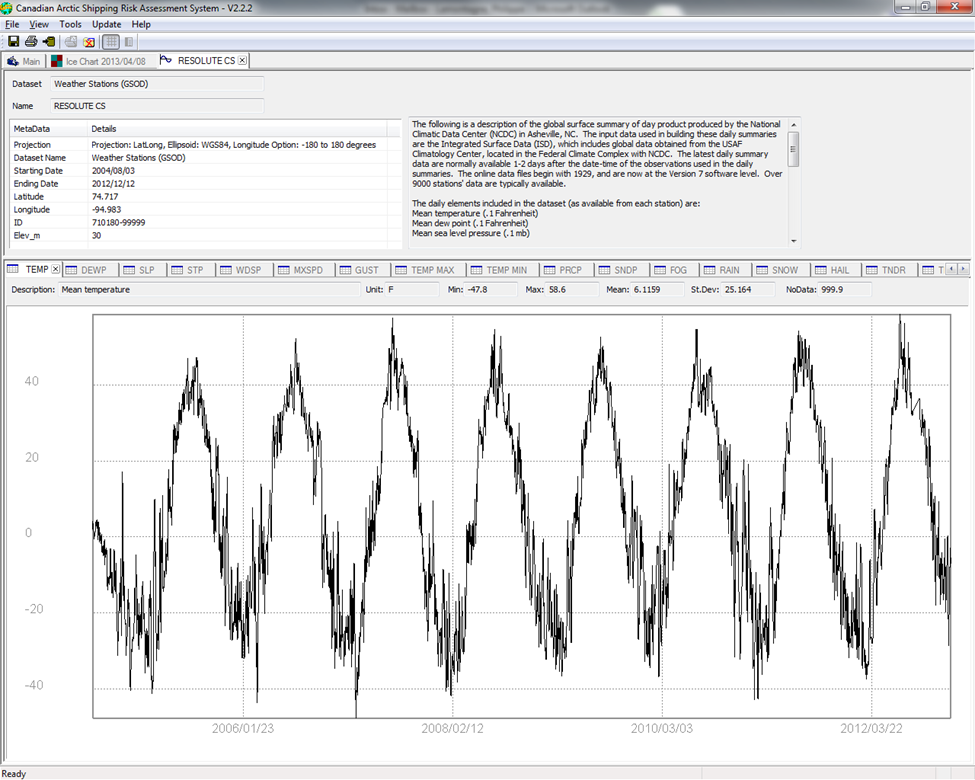 Canadian Arctic Shipping Risk Assessment System - V2.2.2
File View Tools Update Help
Main Ice Chart 2013/04/08 RESOLUTE CS
Dataset Weather Stations (GSOD)
Name RESOLUTE CS
MetaData Details
Projection Projection: LatLong, Ellipsoid: WGS84, Longitude Option: -180 to 180 degrees
Dataset Name Weather Stations (GSOD)
Starting Date 2004/08/03
Ending Date 2012/12/12
Latitude 74.717
Longitude -94.983
ID 710180-99999
Elev_m 30
The following is a description of the global surface summary of day product produced by the National
Climatic Data Center (NCDC) in Asheville, NC. The input data used in building these daily summaries
are the Integrated Surface Data (ISD), which includes global data obtained from the USAF
Climatology Center, located in the Federal Climate Complex with NCDC. The latest daily summary
data are normally available 1-2 days after the date-time of the observations used in the daily
summaries. The online data files begin with 1929, and are now at the Version 7 software level. Over
9000 stations' data are typically available.
The daily elements included in the dataset (as available from each station) are:
Mean temperature (.1 Fahrenheit)
Mean dew point (.1 Fahrenheit)
Mean sea level pressure (.1 mb)
TEMP DEWP SLP STP WDSP MXSPD GUST TEMP MAX TEMP MIN PRCP SNDP FOG RAIN SNOW HAIL TNDR T
Description: Mean temperature Unit: F Min: -47.8 Max: 58.6 Mean: 6.1159 St.Dev: 25.164 NoData: 999.9
40
20
0
-20
-40
2006/01/23 2008/02/12 2010/03/03 2012/03/22
Ready